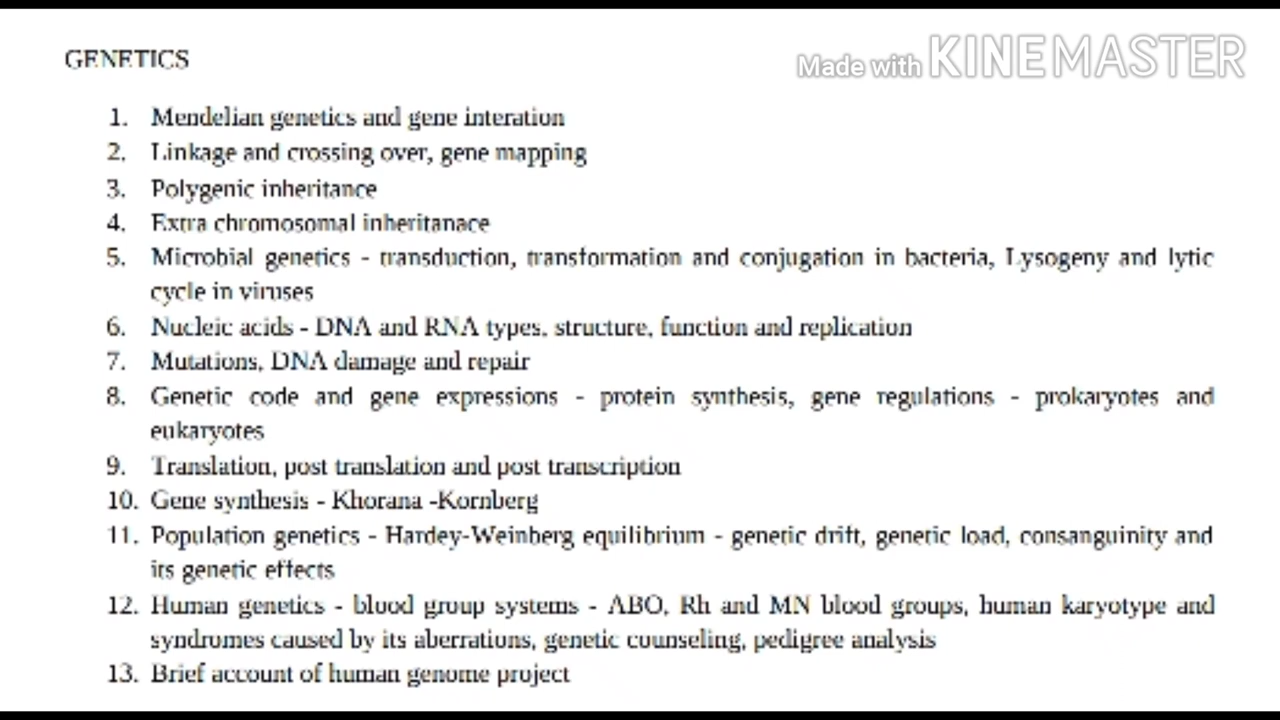 GENETICS
Made with KINEMASTER
1. Mendelian genetics and gene interation
2. Linkage and crossing over, gene mapping
3. Polygenic inheritance
4. Extra chromosomal inheritanace
5. Microbial genetics - transduction, transformation and conjugation in bacteria, Lysogeny and lytic
cycle in viruses
6. Nucleic acids - DNA and RNA types, structure, function and replication
7. Mutations, DNA damage and repair
8. Genetic code and gene expressions - protein synthesis, gene regulations - prokaryotes and
eukaryotes
9. Translation, post translation and post transcription
10. Gene synthesis - Khorana -Kornberg
11. Population genetics - Hardey-Weinberg equilibrium - genetic drift, genetic load, consanguinity and
its genetic effects
12. Human genetics - blood group systems - ABO, Rh and MN blood groups, human karyotype and
syndromes caused by its aberrations, genetic counseling, pedigree analysis
13. Brief account of human genome project